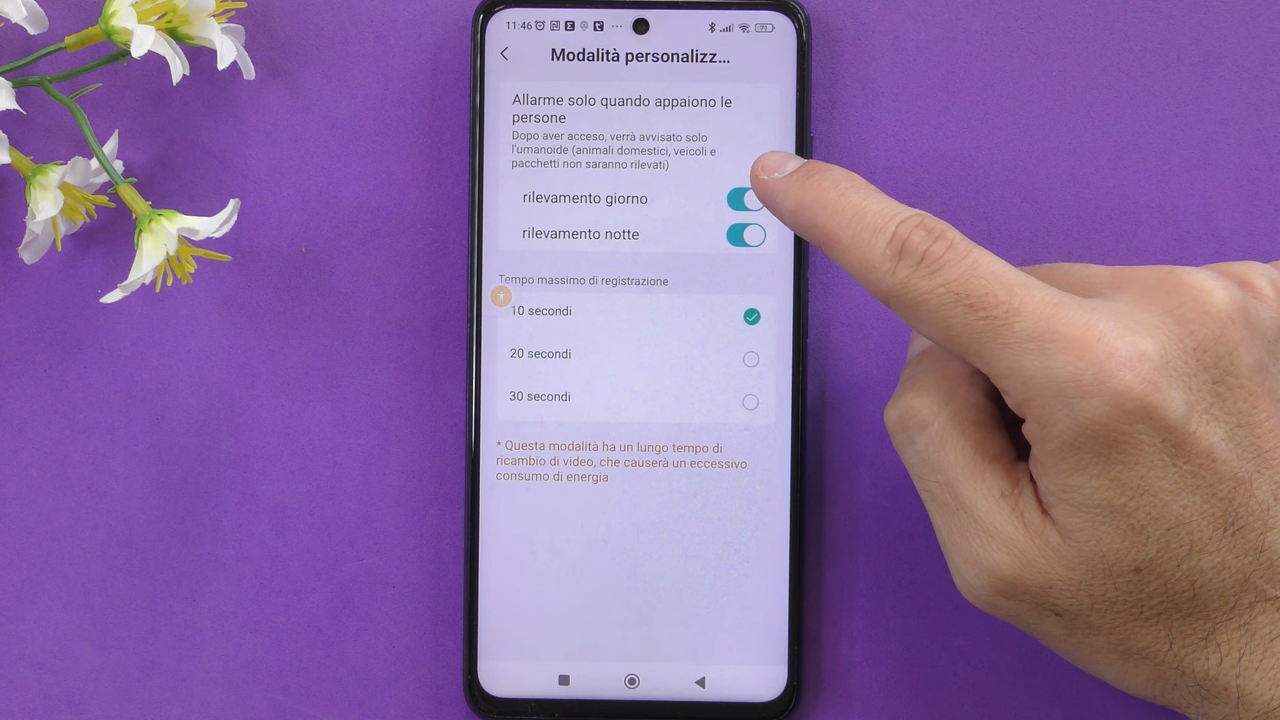 11:46
71
Modalità personalizz...
Allarme solo quando appaiono le
persone
Dopo aver acceso, verrà avvisato solo
l'umanoide (animali domestici, veicoli e
pacchetti non saranno rilevati)
rilevamento giorno
rilevamento notte
Tempo massimo di registrazione
10 secondi
20 secondi
30 secondi
* Questa modalità ha un lungo tempo di
ricambio di video, che causerà un eccessivo
consumo di energia